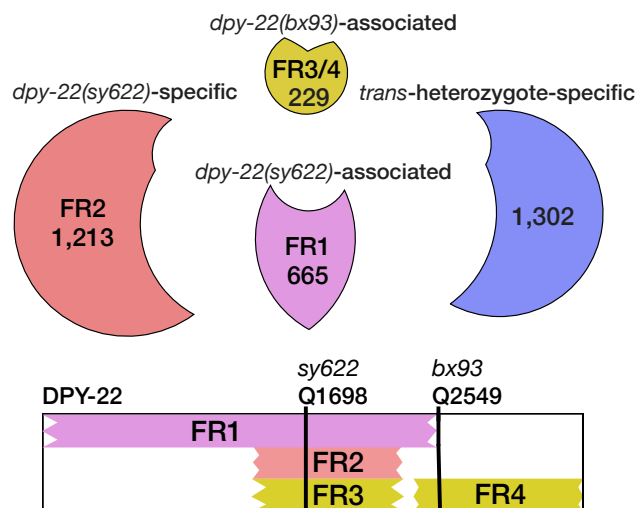 dpy-22(bx93)-associated
FR3/4
229
dpy-22(sy622)-specific
trans-heterozygote-specific
FR2
1,213
dpy-22(sy622)-associated
FR1
665
1,302
sy622
bx93
DPY-22
Q1698
Q2549
FR1
FR2
FR3
FR4